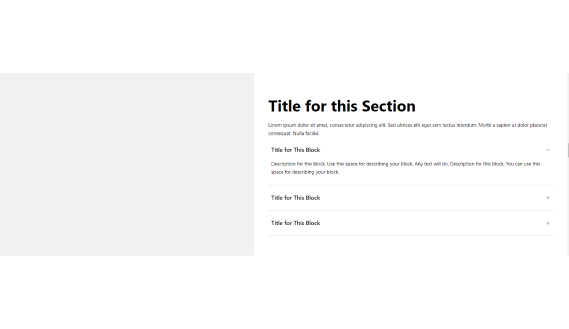 Title for this Section
Lorem ipsum dolor sit amet, consectetur adipiscing elit. Sed ultrices elit eget sem luctus interdum. Morbi a sapien ut dolor placerat
consequat. Nulla facilisi.
Title for This Block
Description for this block. Use this space for describing your block. Any text will do. Description for this block. You can use this
space for describing your block.
Title for This Block
Title for This Block